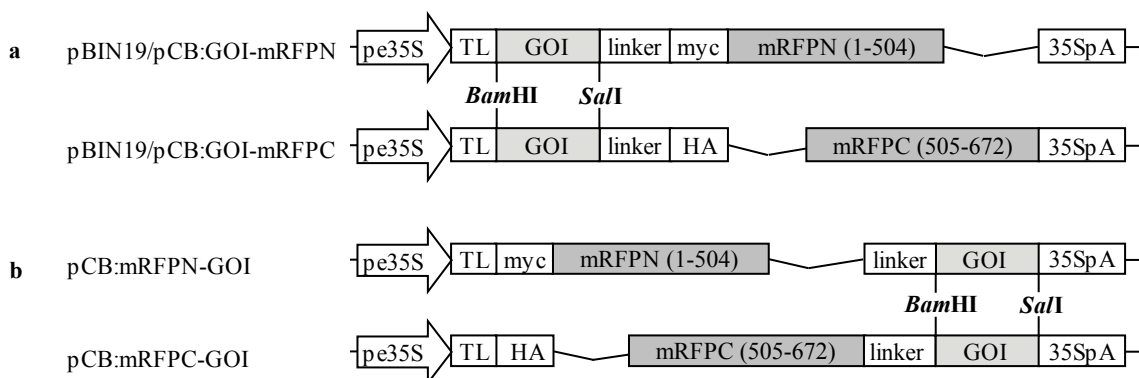 a pBIN19/pCB:GOI-mRFPN pe35S TL GOI linker myc mRFPN (1-504) 35SpA
BamHI SalI
pBIN19/pCB:GOI-mRFPC pe35S TL GOI linker HA mRFPC (505-672) 35SpA
b pCB:mRFPN-GOI pe35S TL myc mRFPN (1-504) linker GOI 35SpA
BamHI SalI
pCB:mRFPC-GOI pe35S TL HA mRFPC (505-672) linker GOI 35SpA